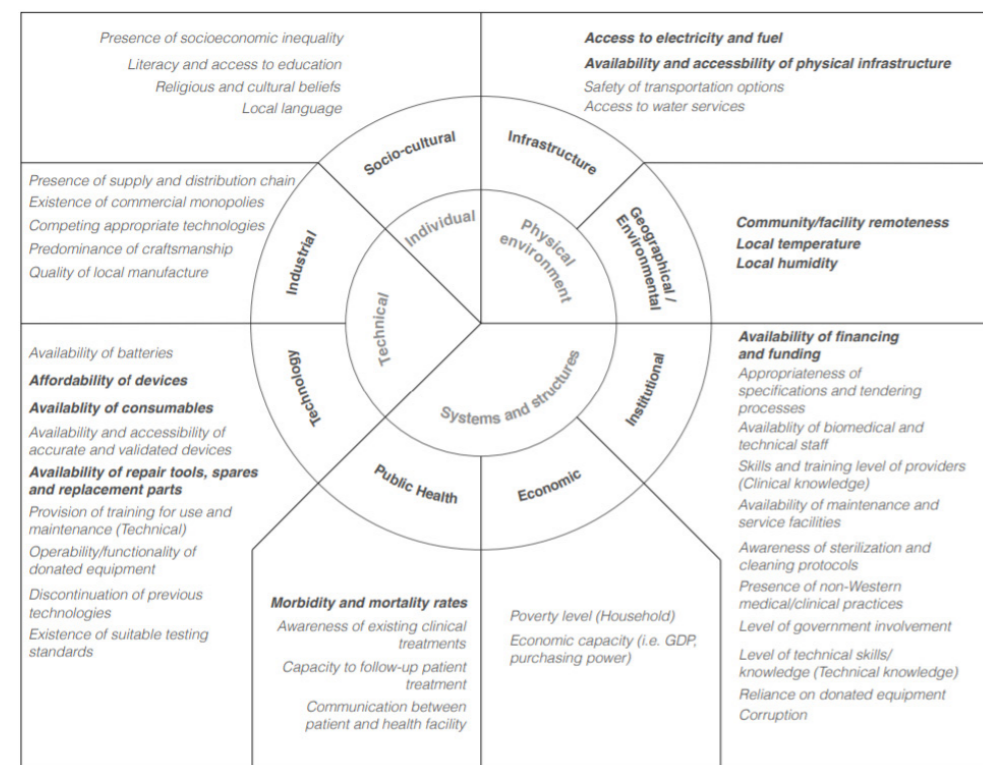 Presence of socioeconomic inequality
Literacy and access to education
Religious and cultural beliefs
Local language
Access to electricity and fuel
Availability and accessbility of physical infrastructure
Safety of transportation options
Access to water services
Socio-cultural
Infrastructure
Presence of supply and distribution chain
Existence of commercial monopolies
Competing appropriate technologies
Predominance of craftsmanship
Quality of local manufacture
Industrial
Individual
Physical
environment
Geographical /
Environmental
Community/facility remoteness
Local temperature
Local humidity
Technical
Systems and structures
Technology
Institutional
Public Health
Economic
Availability of batteries
Affordability of devices
Availablity of consumables
Availability and accessibility of
accurate and validated devices
Availability of repair tools, spares
and replacement parts
Provision of training for use and
maintenance (Technical)
Operability/functionality of
donated equipment
Discontinuation of previous
technologies
Existence of suitable testing
standards
Morbidity and mortality rates
Awareness of existing clinical
treatments
Capacity to follow-up patient
treatment
Communication between
patient and health facility
Poverty level (Household)
Economic capacity (i.e. GDP,
purchasing power)
Availability of financing
and funding
Appropriateness of
specifications and tendering
processes
Availablity of biomedical and
technical staff
Skills and training level of providers
(Clinical knowledge)
Availability of maintenance and
service facilities
Awareness of sterilization and
cleaning protocols
Presence of non-Western
medical/clinical practices
Level of government involvement
Level of technical skills/
knowledge (Technical knowledge)
Reliance on donated equipment
Corruption